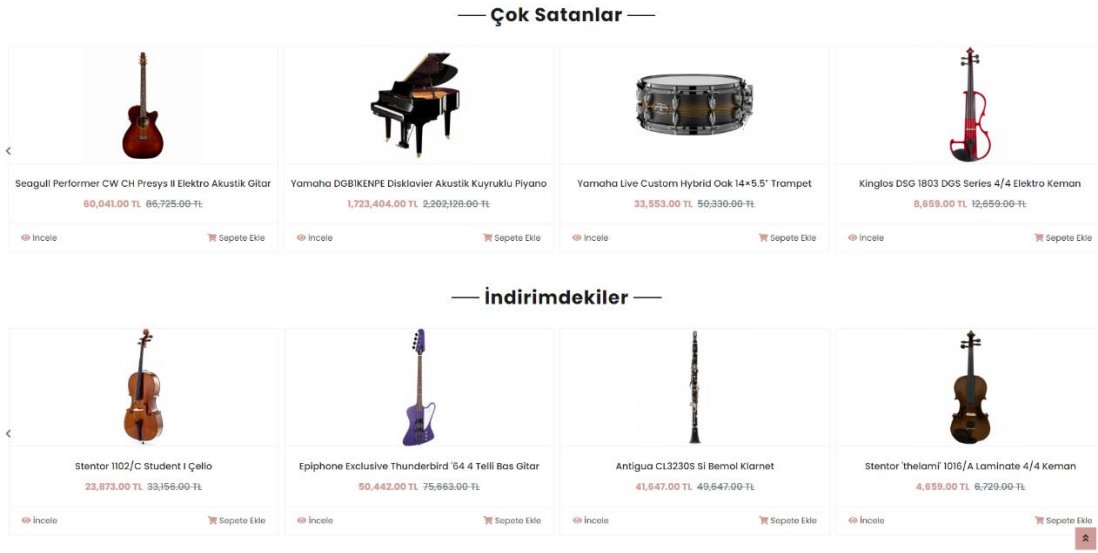 Çok Satanlar
Seagull Performer CW CH Presys II Elektro Akustik Gitar
60,041.00 TL 86,725.00 TL
İncele Sepete Ekle
Yamaha DGB1KENPE Disklavier Akustik Kuyruklu Piyano
1,723,404.00 TL 2,202,128.00 TL
İncele Sepete Ekle
Yamaha Live Custom Hybrid Oak 14×5.5″ Trampet
33,553.00 TL 50,330.00 TL
İncele Sepete Ekle
Kinglos DSG 1803 DGS Series 4/4 Elektro Keman
8,659.00 TL 12,659.00 TL
İncele Sepete Ekle
İndirimdekiler
Stentor 1102/C Student I Çello
23,873.00 TL 33,156.00 TL
İncele Sepete Ekle
Epiphone Exclusive Thunderbird '64 4 Telli Bas Gitar
50,442.00 TL 75,663.00 TL
İncele Sepete Ekle
Antigua CL3230S Si Bemol Klarnet
41,647.00 TL 49,647.00 TL
İncele Sepete Ekle
Stentor 'thelami' 1016/A Laminate 4/4 Keman
4,659.00 TL 6,729.00 TL
İncele Sepete Ekle